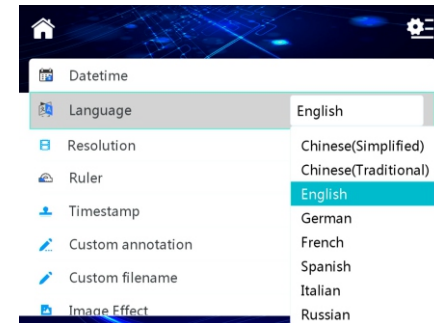 Datetime
Language
English
Resolution
Chinese(Simplified)
Ruler
Chinese(Traditional)
English
Timestamp
German
Custom annotation
French
Spanish
Custom filename
Italian
Image Effect
Russian